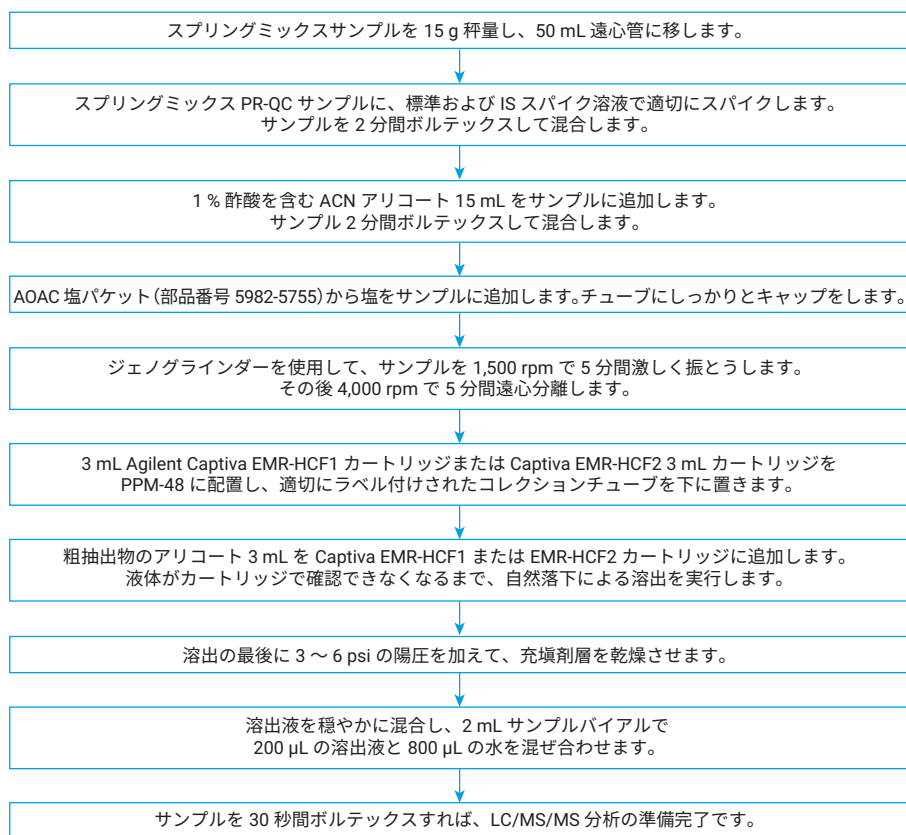 スプリングミックスサンプルを 15 g 秤量し、50 mL 遠心管に移します。
スプリングミックス PR-QC サンプルに、標準および IS スパイク溶液で適切にスパイクします。
サンプルを 2 分間ボルテックスして混合します。
1 % 酢酸を含む ACN アリコート 15 mL をサンプルに追加します。
サンプル 2 分間ボルテックスして混合します。
AOAC 塩パケット（部品番号 5982-5755）から塩をサンプルに追加します。チューブにしっかりとキャップをします。
ジェノグラインダーを使用して、サンプルを 1,500 rpm で 5 分間激しく振とうします。
その後 4,000 rpm で 5 分間遠心分離します。
3 mL Agilent Captiva EMR-HCF1 カートリッジまたは Captiva EMR-HCF2 3 mL カートリッジを
PPM-48 に配置し、適切にラベル付けされたコレクションチューブを下に置きます。
粗抽出物のアリコート 3 mL を Captiva EMR-HCF1 または EMR-HCF2 カートリッジに追加します。
液体がカートリッジで確認できなくなるまで、自然落下による溶出を実行します。
溶出の最後に 3 ～ 6 psi の陽圧を加えて、充塡剤層を乾燥させます。
溶出液を穏やかに混合し、2 mL サンプルバイアルで
200 µL の溶出液と 800 µL の水を混ぜ合わせます。
サンプルを 30 秒間ボルテックスすれば、LC/MS/MS 分析の準備完了です。